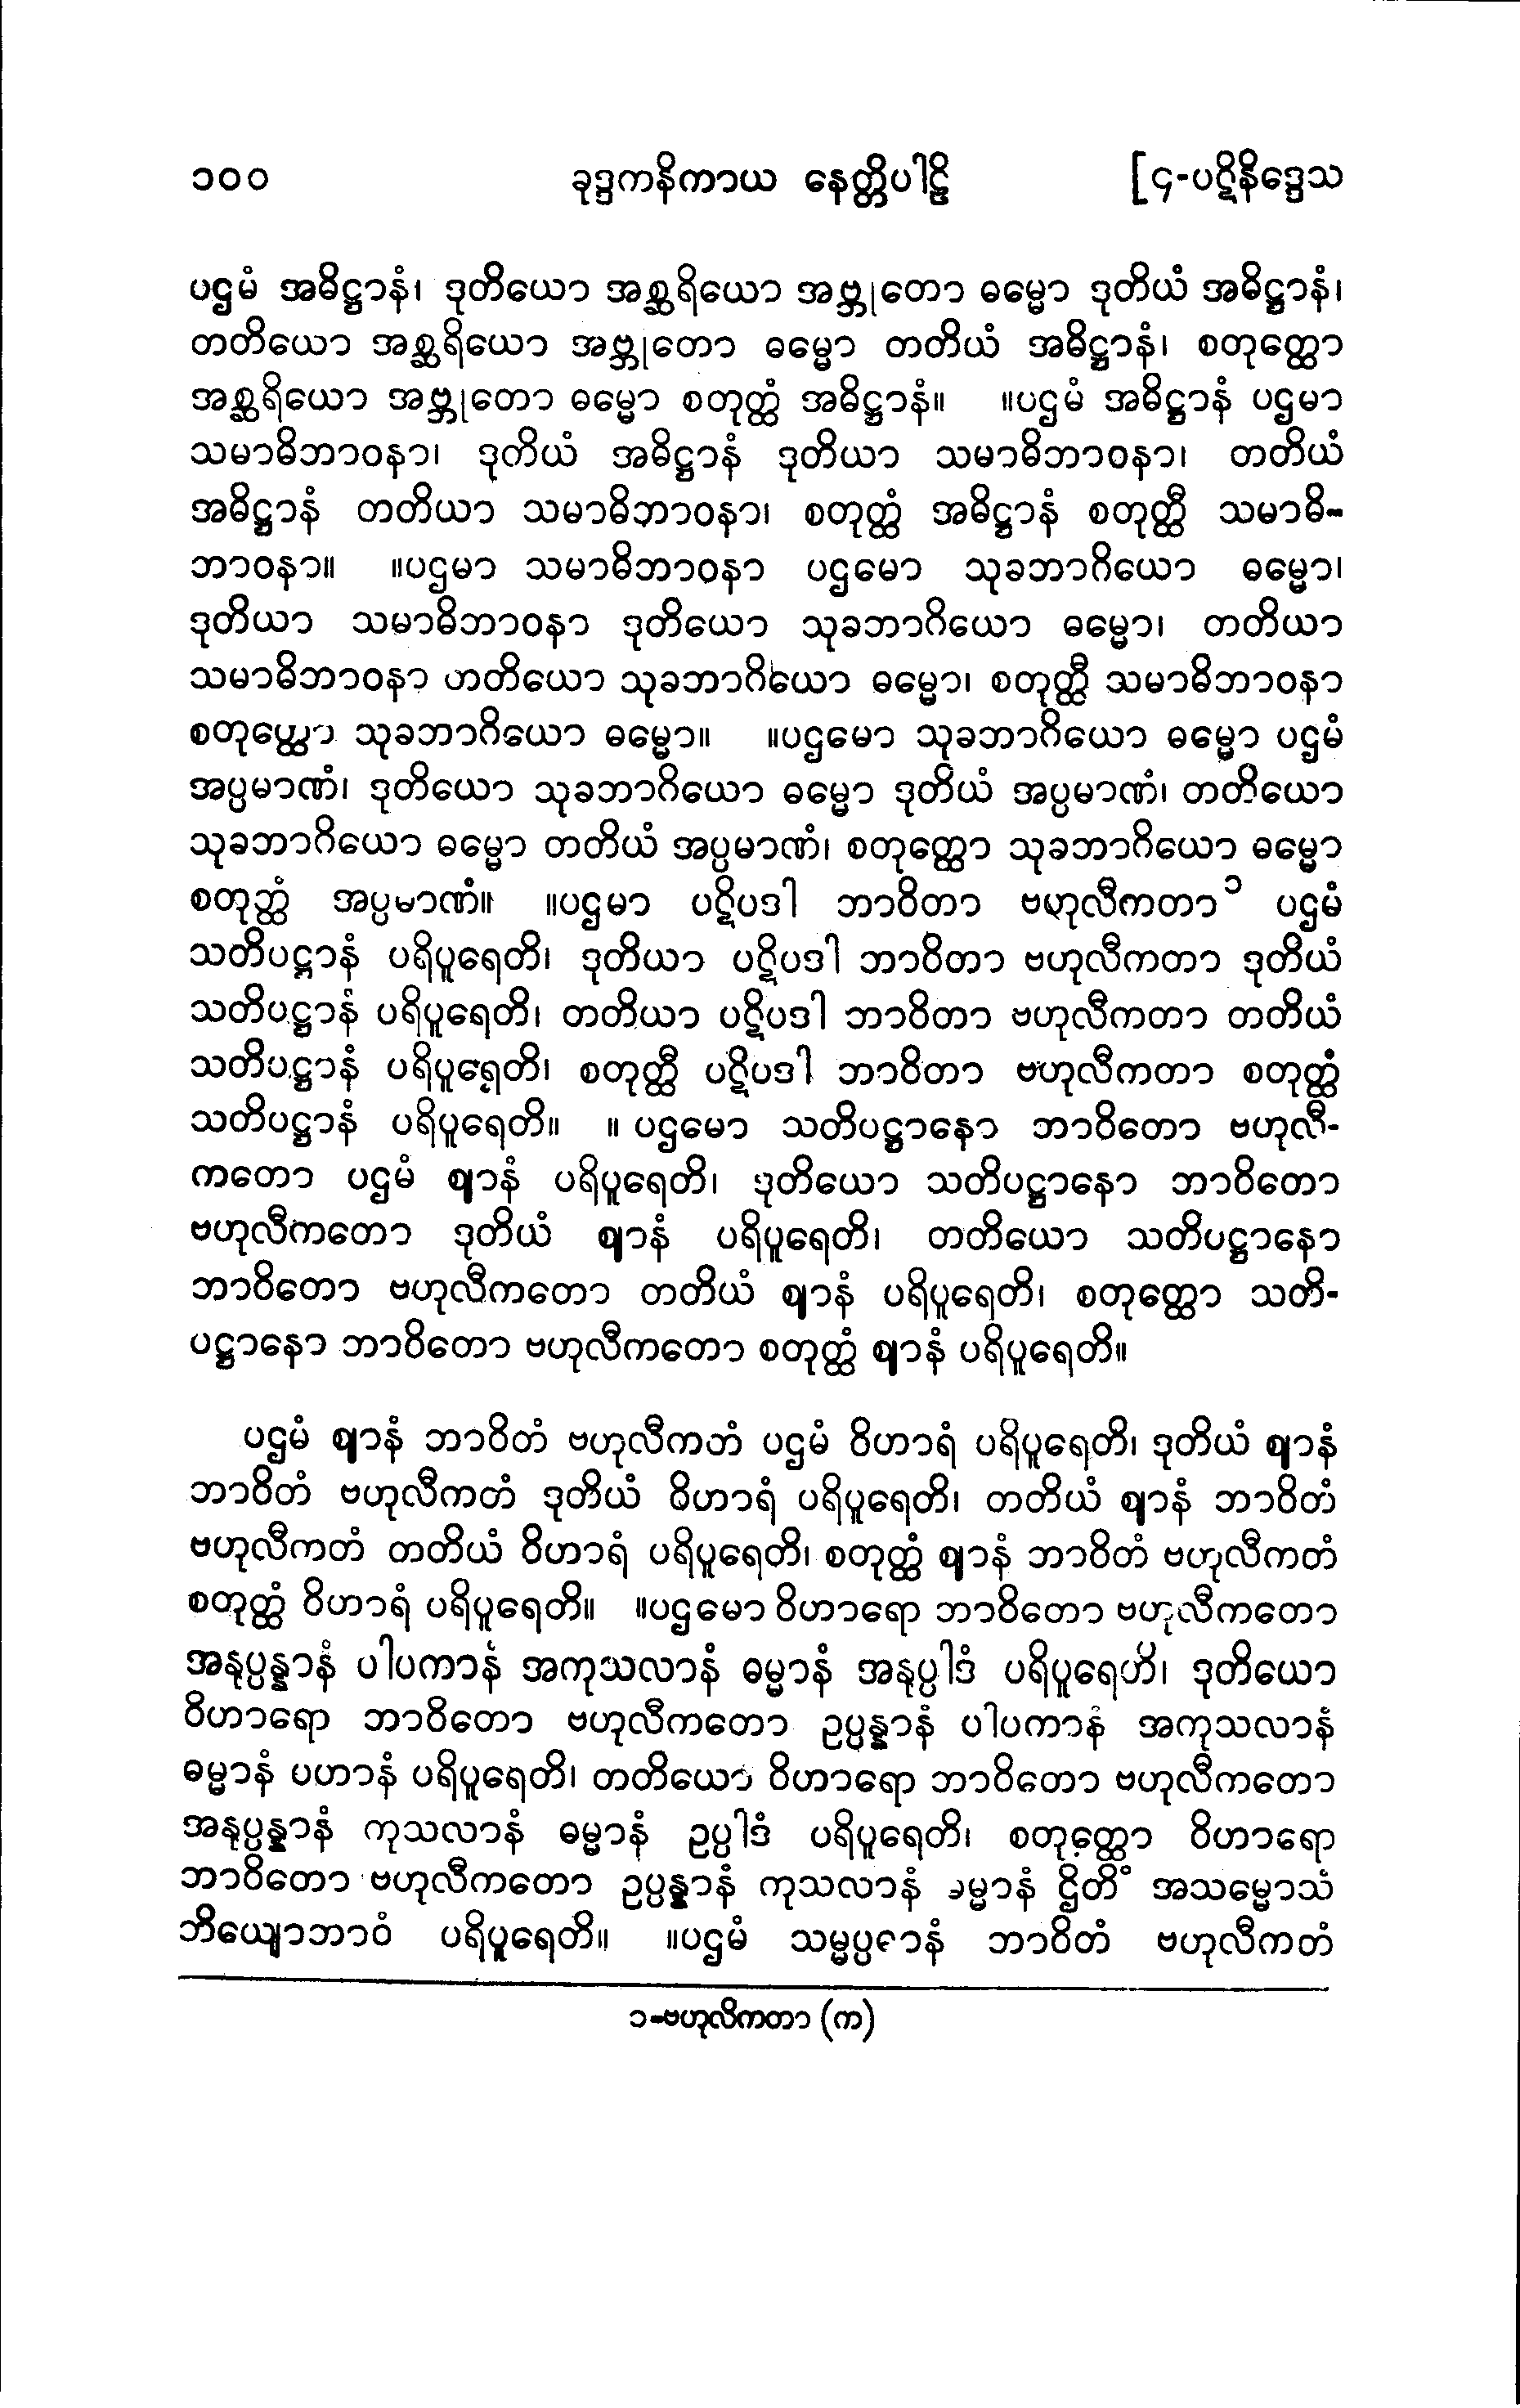 ၁၀၀ ခုဒ္ဒကနိကာယ နေတ္တိပါဠိ [၄-ပဋိနိဒ္ဒေသ
ပဌမံ အဓိဋ္ဌာနံ၊ ဒုတိယော အစ္ဆရိယော အဗ္ဘုတော ဓမ္မော ဒုတိယံ အဓိဋ္ဌာနံ၊
တတိယော အစ္ဆရိယော အဗ္ဘုတော ဓမ္မော တတိယံ အဓိဋ္ဌာနံ၊ စတုတ္ထော
အစ္ဆရိယော အဗ္ဘုတော ဓမ္မော စတုတ္ထံ အဓိဋ္ဌာနံ။ ။ပဌမံ အဓိဋ္ဌာနံ ပဌမာ
သမာဓိဘာဝနာ၊ ဒုတိယံ အဓိဋ္ဌာနံ ဒုတိယာ သမာဓိဘာဝနာ၊ တတိယံ
အဓိဋ္ဌာနံ တတိယာ သမာဓိဘာဝနာ၊ စတုတ္ထံ အဓိဋ္ဌာနံ စတုတ္ထီ သမာဓိ-
ဘာဝနာ။ ။ပဌမာ သမာဓိဘာဝနာ ပဌမော သုခဘာဂိယော ဓမ္မော၊
ဒုတိယာ သမာဓိဘာဝနာ ဒုတိယော သုခဘာဂိယော ဓမ္မော၊ တတိယာ
သမာဓိဘာဝနာ တတိယော သုခဘာဂိယော ဓမ္မော၊ စတုတ္ထီ သမာဓိဘာဝနာ
စတုတ္ထော သုခဘာဂိယော ဓမ္မော။ ။ပဌမော သုခဘာဂိယော ဓမ္မော ပဌမံ
အပ္ပမာဏံ၊ ဒုတိယော သုခဘာဂိယော ဓမ္မော ဒုတိယံ အပ္ပမာဏံ၊ တတိယော
သုခဘာဂိယော ဓမ္မော တတိယံ အပ္ပမာဏံ၊ စတုတ္ထော သုခဘာဂိယော ဓမ္မော
စတုတ္ထံ အပ္ပမာဏံ။ ။ပဌမာ ပဋိပဒါ ဘာဝိတာ ဗဟုလီကတာ ၁ ပဌမံ
သတိပဋ္ဌာနံ ပရိပူရေတိ၊ ဒုတိယာ ပဋိပဒါ ဘာဝိတာ ဗဟုလီကတာ ဒုတိယံ
သတိပဋ္ဌာနံ ပရိပူရေတိ၊ တတိယာ ပဋိပဒါ ဘာဝိတာ ဗဟုလီကတာ တတိယံ
သတိပဋ္ဌာနံ ပရိပူရေတိ၊ စတုတ္ထီ ပဋိပဒါ ဘာဝိတာ ဗဟုလီကတာ စတုတ္ထံ
သတိပဋ္ဌာနံ ပရိပူရေတိ။ ။ ပဌမော သတိပဋ္ဌာနော ဘာဝိတော ဗဟုလီ-
ကတော ပဌမံ ဈာနံ ပရိပူရေတိ၊ ဒုတိယော သတိပဋ္ဌာနော ဘာဝိတော
ဗဟုလီကတော ဒုတိယံ ဈာနံ ပရိပူရေတိ၊ တတိယော သတိပဋ္ဌာနော
ဘာဝိတော ဗဟုလီကတော တတိယံ ဈာနံ ပရိပူရေတိ၊ စတုတ္ထော သတိ-
ပဋ္ဌာနော ဘာဝိတော ဗဟုလီကတော စတုတ္ထံ ဈာနံ ပရိပူရေတိ။
ပဌမံ ဈာနံ ဘာဝိတံ ဗဟုလီကတံ ပဌမံ ဝိဟာရံ ပရိပူရေတိ၊ ဒုတိယံ ဈာနံ
ဘာဝိတံ ဗဟုလီကတံ ဒုတိယံ ဝိဟာရံ ပရိပူရေတိ၊ တတိယံ ဈာနံ ဘာဝိတံ
ဗဟုလီကတံ တတိယံ ဝိဟာရံ ပရိပူရေတိ၊ စတုတ္ထံ ဈာနံ ဘာဝိတံ ဗဟုလီကတံ
စတုတ္ထံ ဝိဟာရံ ပရိပူရေတိ။ ။ပဌမော ဝိဟာရော ဘာဝိတော ဗဟုလီကတော
အနုပ္ပန္နာနံ ပါပကာနံ အကုသလာနံ ဓမ္မာနံ အနုပ္ပါဒံ ပရိပူရေတိ၊ ဒုတိယော
ဝိဟာရော ဘာဝိတော ဗဟုလီကတော ဥပ္ပန္နာနံ ပါပကာနံ အကုသလာနံ
ဓမ္မာနံ ပဟာနံ ပရိပူရေတိ၊ တတိယော ဝိဟာရော ဘာဝိတော ဗဟုလီကတော
အနုပ္ပန္နာနံ ကုသလာနံ ဓမ္မာနံ ဥပ္ပါဒံ ပရိပူရေတိ၊ စတုတ္ထော ဝိဟာရော
ဘာဝိတော ဗဟုလီကတော ဥပ္ပန္နာနံ ကုသလာနံ ဓမ္မာနံ ဌိတိံ အသမ္မောသံ
ဘိယျောဘာဝံ ပရိပူရေတိ။ ။ပဌမံ သမ္မပ္ပဓာနံ ဘာဝိတံ ဗဟုလီကတံ
၁-ဗဟုလိကတာ (က)